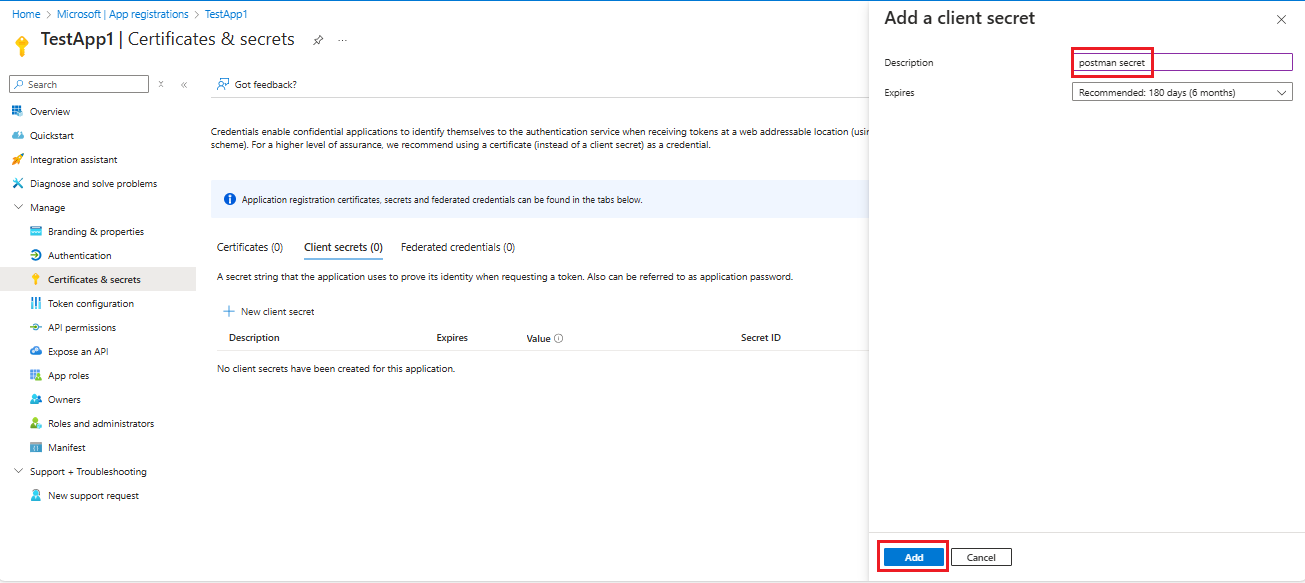 Home > Microsoft | App registrations > TestApp1
TestApp1 | Certificates & secrets
Search
Overview
Quickstart
Integration assistant
Diagnose and solve problems
Manage
Branding & properties
Authentication
Certificates & secrets
Token configuration
API permissions
Expose an API
App roles
Owners
Roles and administrators
Manifest
Support + Troubleshooting
New support request
Got feedback?
Credentials enable confidential applications to identify themselves to the authentication service when receiving tokens at a web addressable location (usin
scheme). For a higher level of assurance, we recommend using a certificate (instead of a client secret) as a credential.
Application registration certificates, secrets and federated credentials can be found in the tabs below.
Certificates (0) Client secrets (0) Federated credentials (0)
A secret string that the application uses to prove its identity when requesting a token. Also can be referred to as application password.
New client secret
Description Expires Value Secret ID
No client secrets have been created for this application.
Add a client secret
Description postman secret
Expires Recommended: 180 days (6 months)
Add Cancel